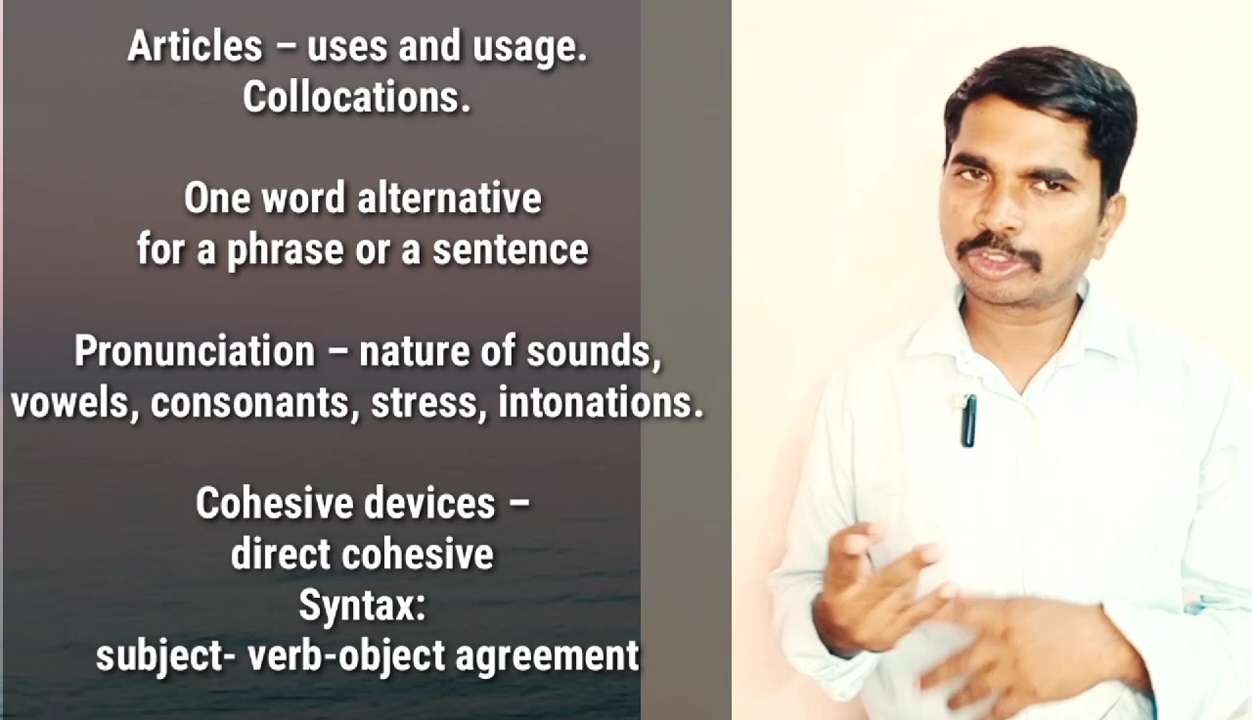 Articles – uses and usage.
Collocations.
One word alternative
for a phrase or a sentence
Pronunciation – nature of sounds,
vowels, consonants, stress, intonations.
Cohesive devices –
direct cohesive
Syntax:
subject- verb-object agreement